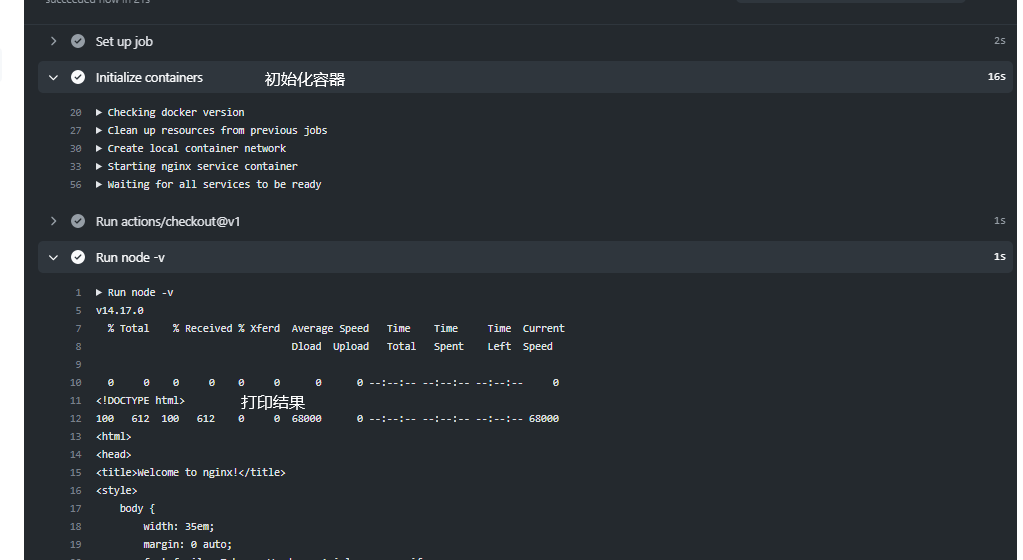 succeeded now in 21s
Set up job 2s
Initialize containers 初始化容器 16s
20 ▶ Checking docker version
27 ▶ Clean up resources from previous jobs
30 ▶ Create local container network
33 ▶ Starting nginx service container
56 ▶ Waiting for all services to be ready
Run actions/checkout@v1 1s
Run node -v 1s
1 ▶ Run node -v
5 v14.17.0
7 % Total % Received % Xferd Average Speed Time Time Time Current
8 Dload Upload Total Spent Left Speed
9
10 0 0 0 0 0 0 0 0 --:--:-- --:--:-- --:--:-- 0
11 <!DOCTYPE html> 打印结果
12 100 612 100 612 0 0 68000 0 --:--:-- --:--:-- --:--:-- 68000
13 <html>
14 <head>
15 <title>Welcome to nginx!</title>
16 <style>
17 body {
18 width: 35em;
19 margin: 0 auto;